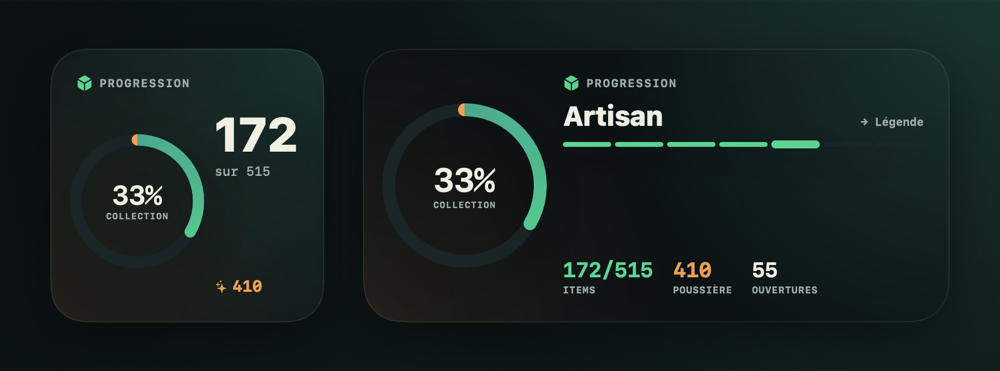 PROGRESSION
172
sur 515
33%
COLLECTION
410
PROGRESSION
Artisan
→ Légende
33%
COLLECTION
172/515
ITEMS
410
POUSSIÈRE
55
OUVERTURES